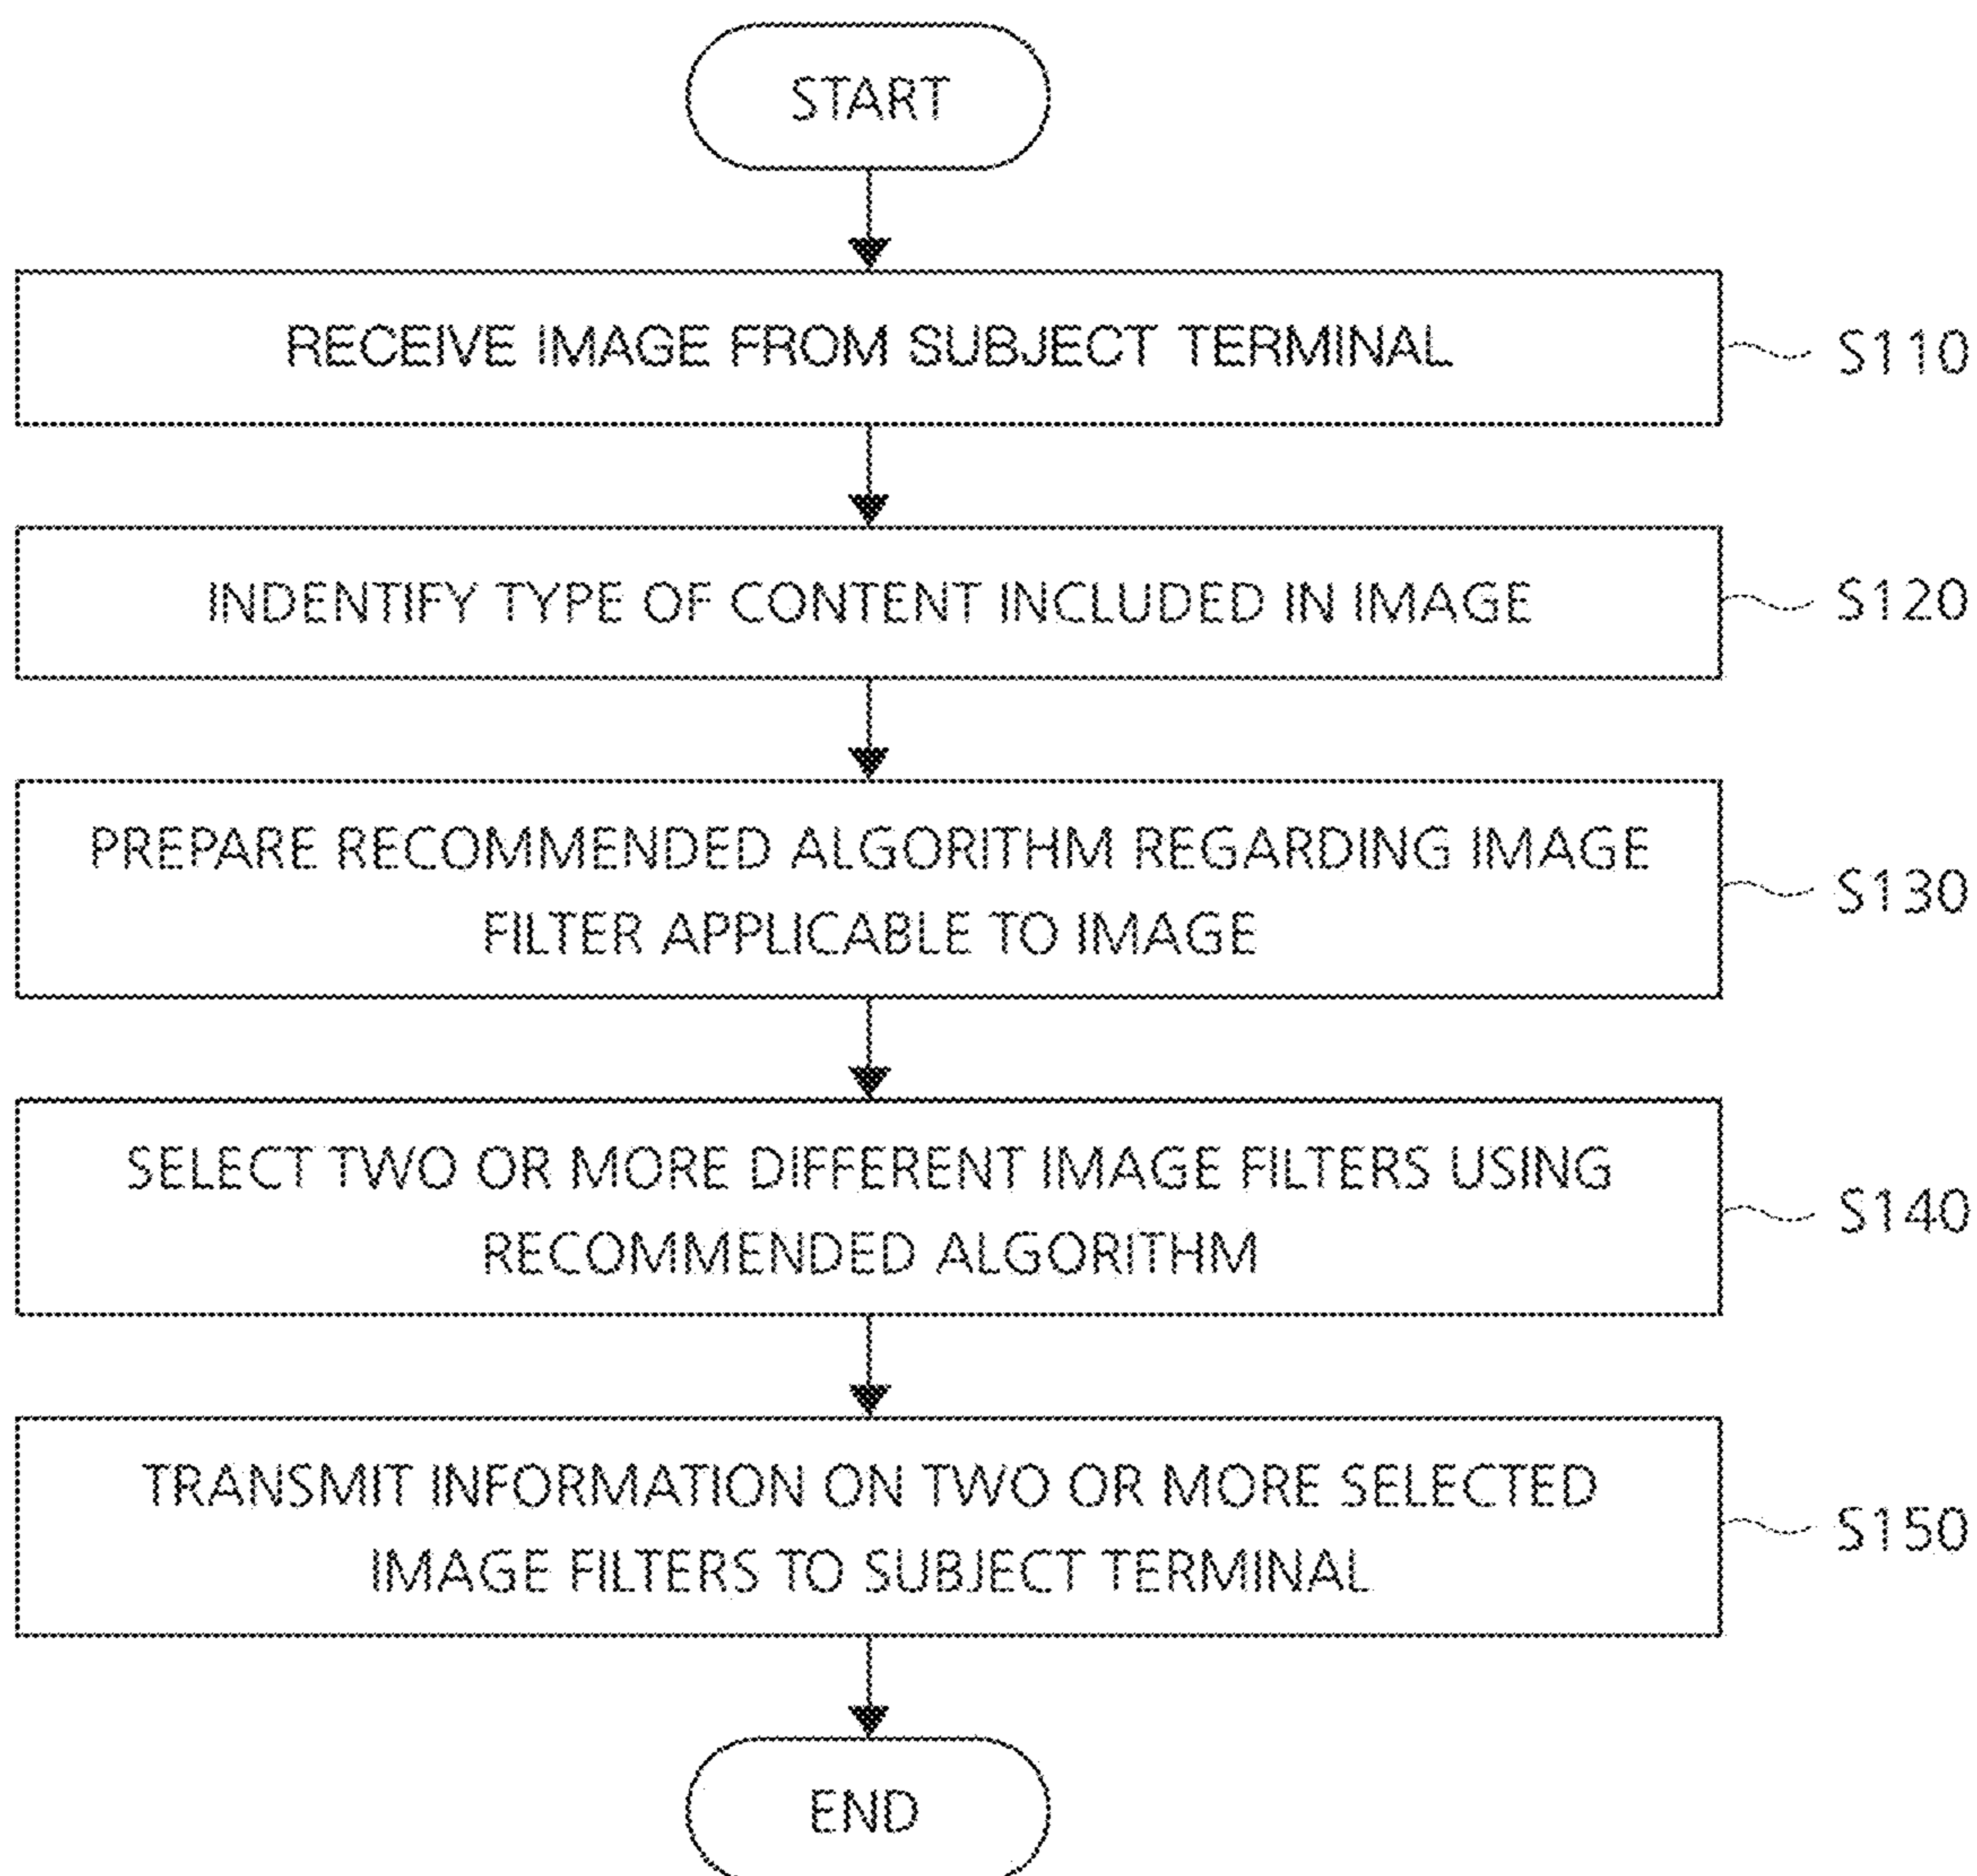 START
RECEIVE IMAGE FROM SUBJECT TERMINAL
S110
INDENTIFY TYPE OF CONTENT INCLUDED IN IMAGE
S120
PREPARE RECOMMENDED ALGORITHM REGARDING IMAGE
FILTER APPLICABLE TO IMAGE
S130
SELECT TWO OR MORE DIFFERENT IMAGE FILTERS USING
RECOMMENDED ALGORITHM
S140
TRANSMIT INFORMATION ON TWO OR MORE SELECTED
IMAGE FILTERS TO SUBJECT TERMINAL
S150
END